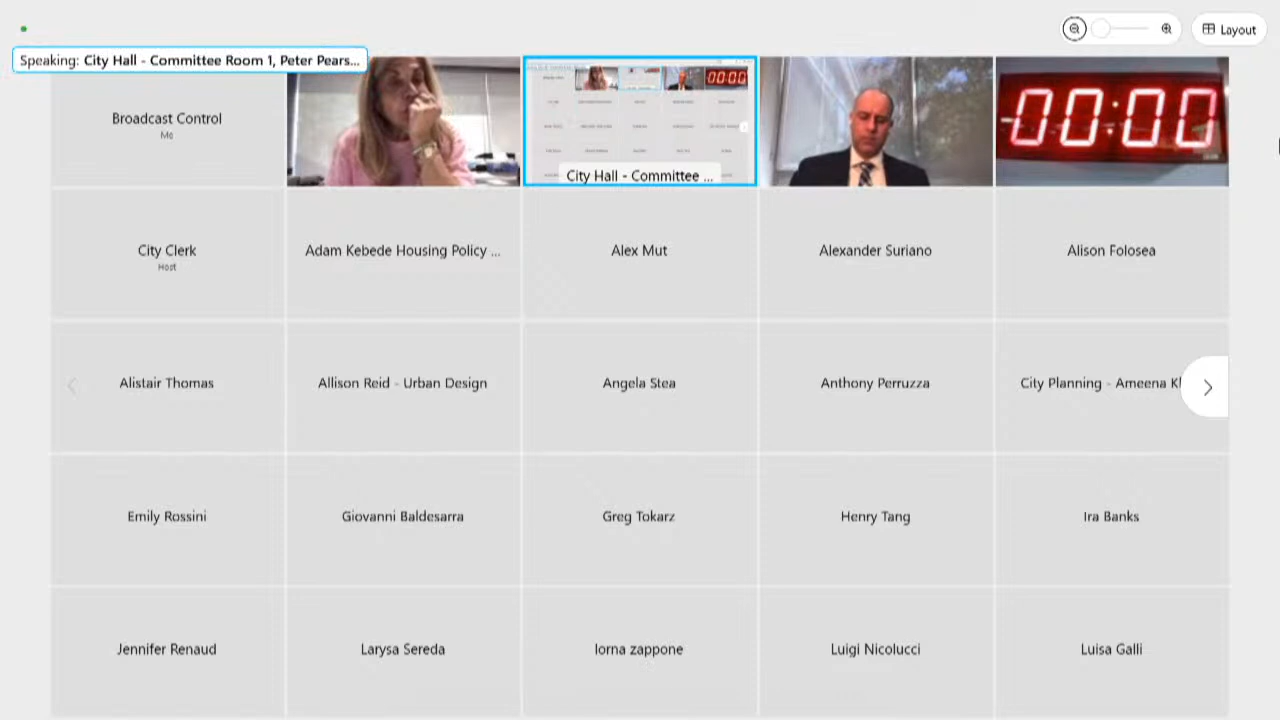 Layout
Speaking: City Hall - Committee Room 1, Peter Pears...
Broadcast Control
Me
City Hall - Committee ...
00:00
00:00
City Clerk
Host
Adam Kebede Housing Policy ...
Alex Mut
Alexander Suriano
Alison Folosea
Alistair Thomas
Allison Reid - Urban Design
Angela Stea
Anthony Perruzza
City Planning - Ameena
Emily Rossini
Giovanni Baldesarra
Greg Tokarz
Henry Tang
Ira Banks
Jennifer Renaud
Larysa Sereda
lorna zappone
Luigi Nicolucci
Luisa Galli